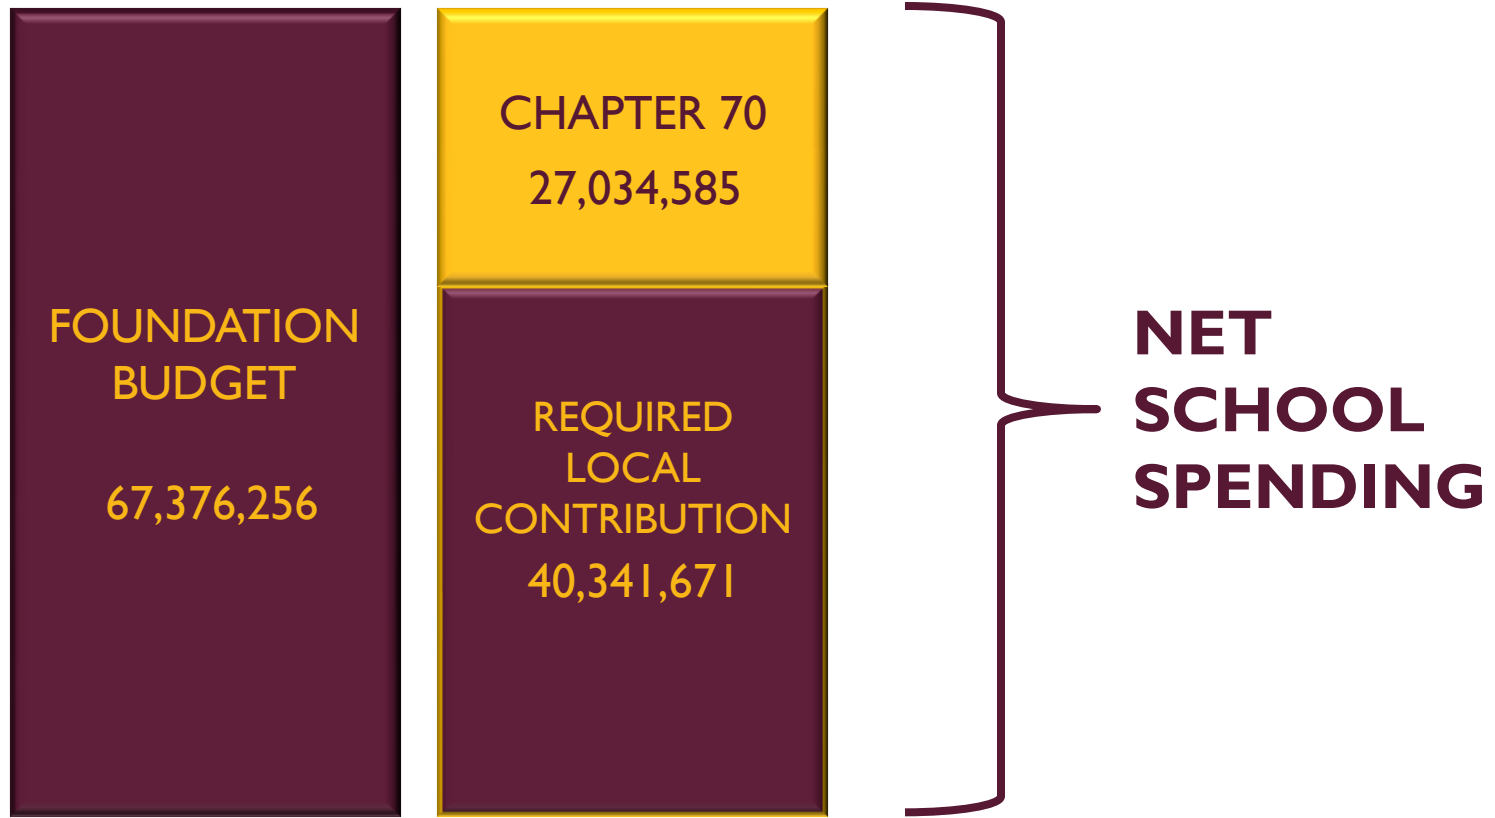 FOUNDATION
BUDGET
67,376,256
CHAPTER 70
27,034,585
REQUIRED
LOCAL
CONTRIBUTION
40,341,671
NET
SCHOOL
SPENDING